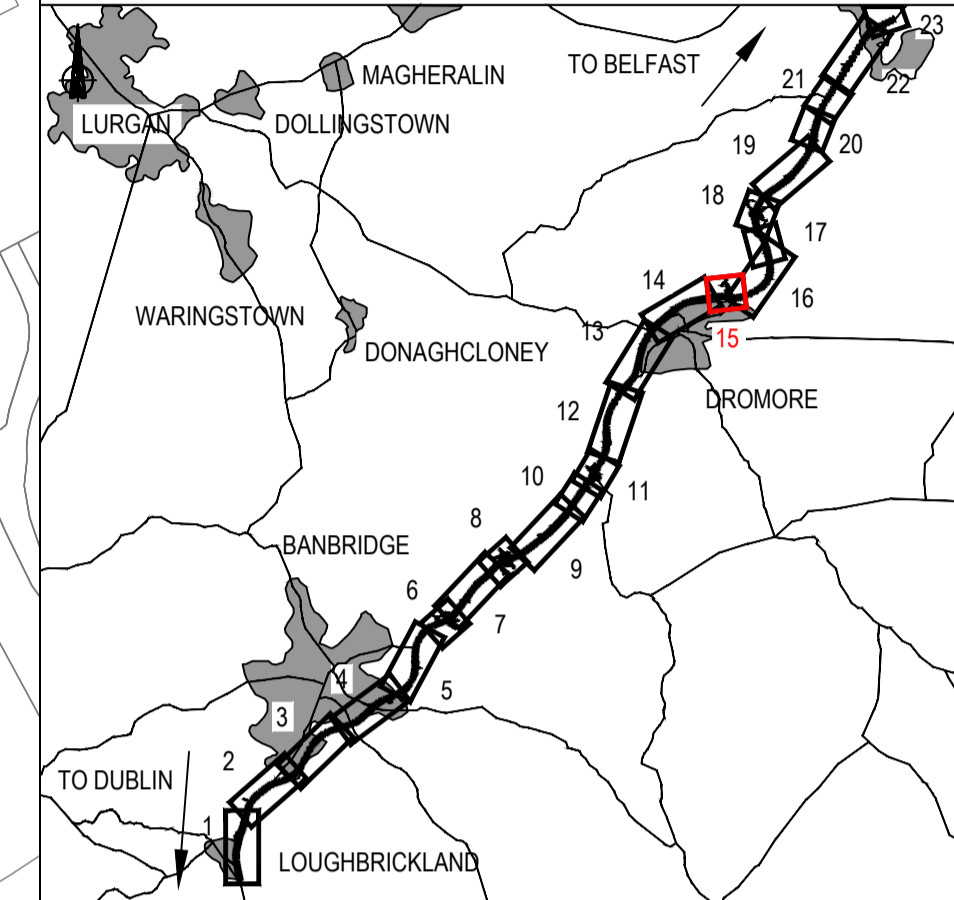 23
TO BELFAST
MAGHERALIN
21
22
LURGAN
DOLLINGSTOWN
19
20
18
17
14
16
WARINGSTOWN
13
15
DONAGHCLONEY
DROMORE
12
10
11
8
BANBRIDGE
9
6
7
4
5
3
2
TO DUBLIN
1
LOUGHBRICKLAND